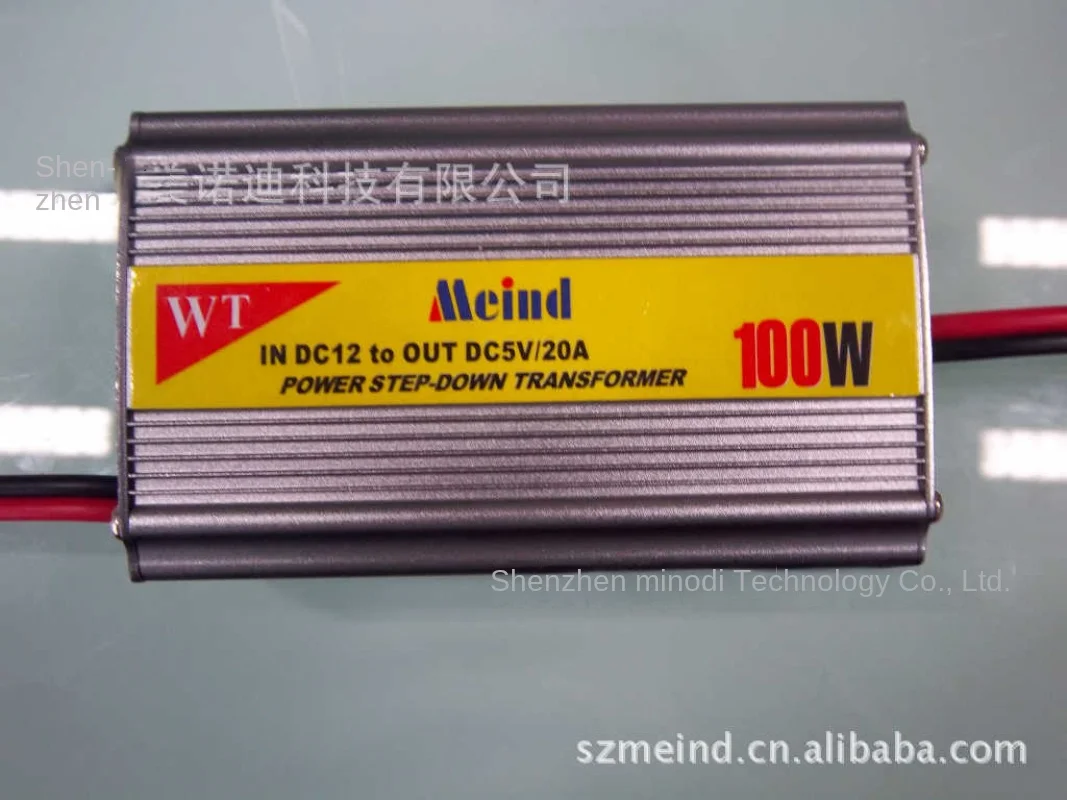 Shen-
zhen 美诺迪科技有限公司
WT
Meind
IN DC12 to OUT DC5V/20A
POWER STEP-DOWN TRANSFORMER
100W
Shenzhen minodi Technology Co., Ltd.
szmeind.cn.alibaba.com